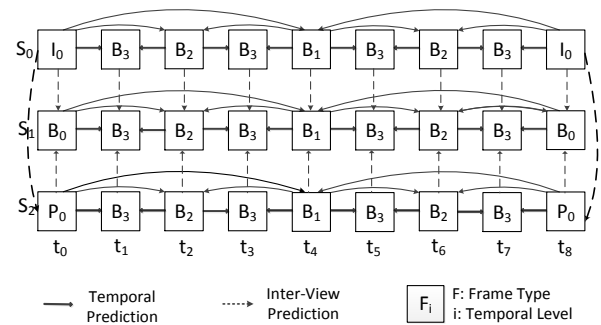 S₀ I₀ B₃ B₂ B₃ B₁ B₃ B₂ B₃ I₀
S₁ B₀ B₃ B₂ B₃ B₁ B₃ B₂ B₃ B₀
S₂ P₀ B₃ B₂ B₃ B₁ B₃ B₂ B₃ P₀
t₀ t₁ t₂ t₃ t₄ t₅ t₆ t₇ t₈
Temporal
Prediction
Inter-View
Prediction
Fᵢ
F: Frame Type
i: Temporal Level